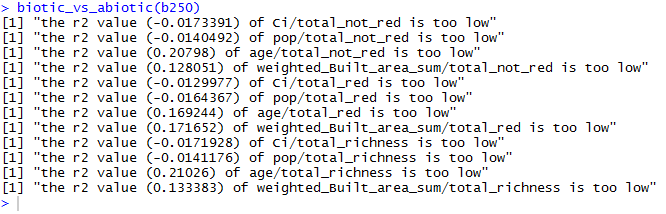 > biotic_vs_abiotic(b250)
[1] "the r2 value (-0.0173391) of Ci/total_not_red is too low"
[1] "the r2 value (-0.0140492) of pop/total_not_red is too low"
[1] "the r2 value (0.20798) of age/total_not_red is too low"
[1] "the r2 value (0.128051) of weighted_Built_area_sum/total_not_red is too low"
[1] "the r2 value (-0.0129977) of Ci/total_red is too low"
[1] "the r2 value (-0.0164367) of pop/total_red is too low"
[1] "the r2 value (0.169244) of age/total_red is too low"
[1] "the r2 value (0.171652) of weighted_Built_area_sum/total_red is too low"
[1] "the r2 value (-0.0171928) of Ci/total_richness is too low"
[1] "the r2 value (-0.0141176) of pop/total_richness is too low"
[1] "the r2 value (0.21026) of age/total_richness is too low"
[1] "the r2 value (0.133383) of weighted_Built_area_sum/total_richness is too low"
>